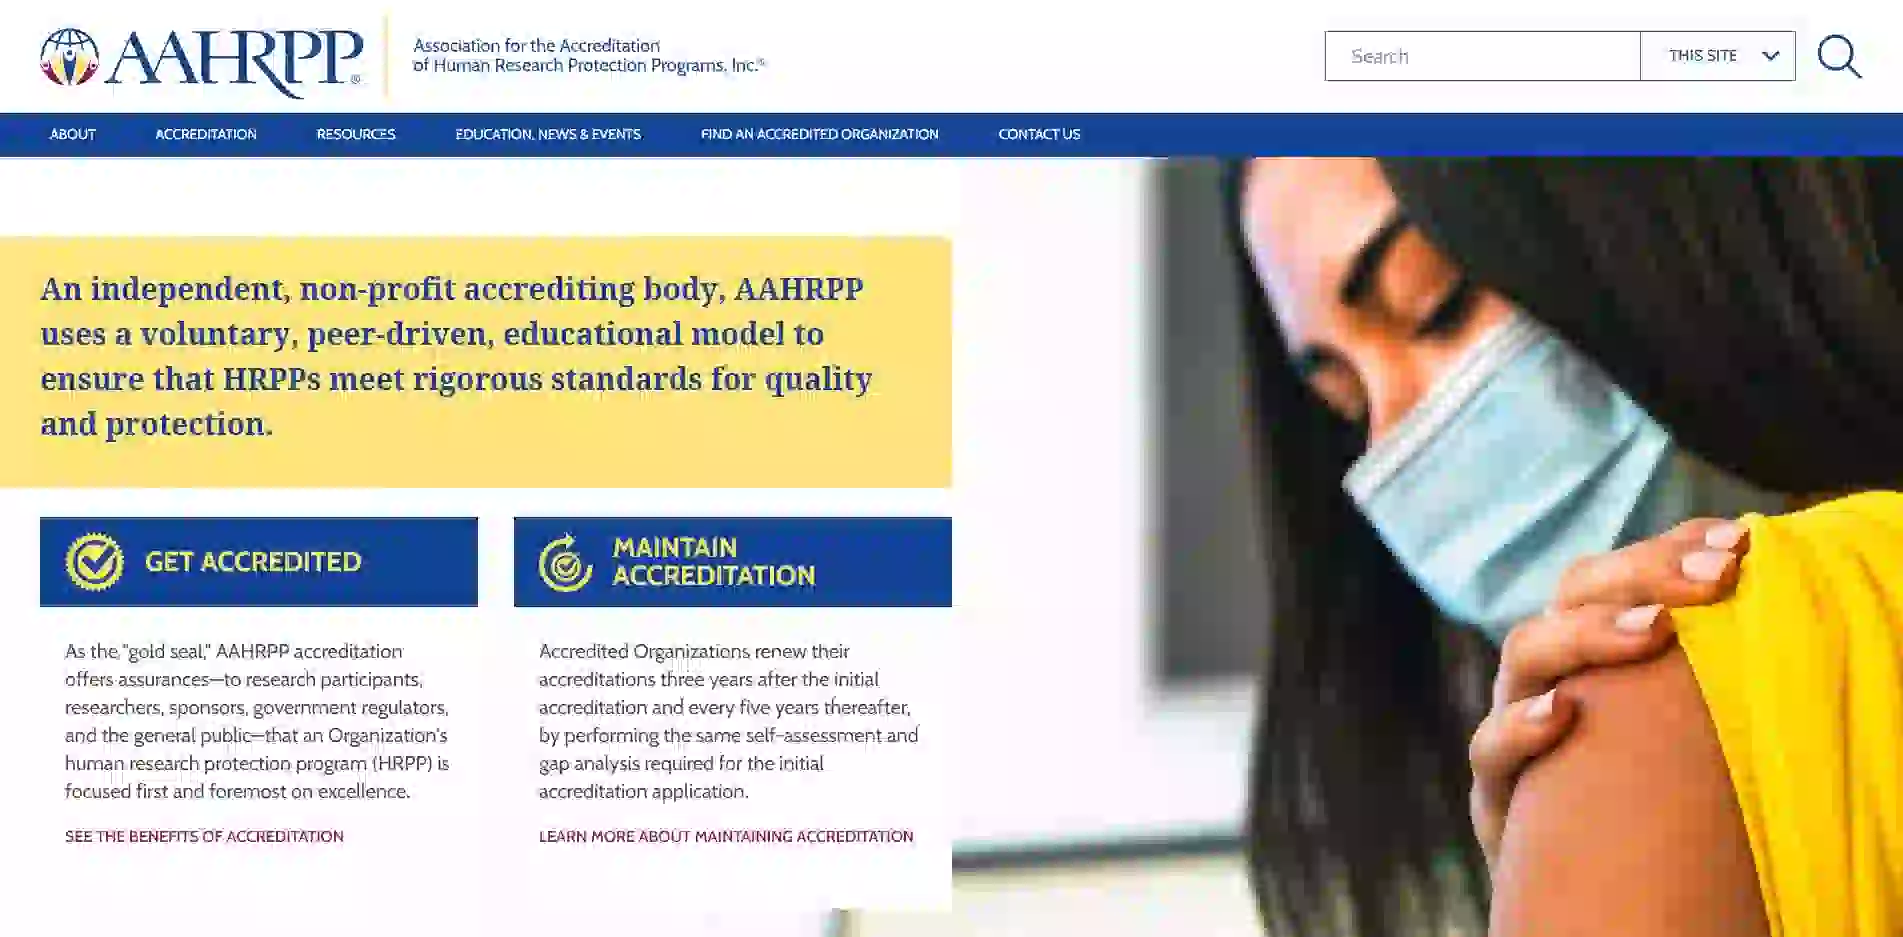 AAHRPP®
Association for the Accreditation
of Human Research Protection Programs, Inc.®
Search
THIS SITE
ABOUT
ACCREDITATION
RESOURCES
EDUCATION, NEWS & EVENTS
FIND AN ACCREDITED ORGANIZATION
CONTACT US
An independent, non-profit accrediting body, AAHRPP
uses a voluntary, peer-driven, educational model to
ensure that HRPPs meet rigorous standards for quality
and protection.
GET ACCREDITED
As the "gold seal," AAHRPP accreditation
offers assurances—to research participants,
researchers, sponsors, government regulators,
and the general public—that an Organization's
human research protection program (HRPP) is
focused first and foremost on excellence.
SEE THE BENEFITS OF ACCREDITATION
MAINTAIN
ACCREDITATION
Accredited Organizations renew their
accreditations three years after the initial
accreditation and every five years thereafter,
by performing the same self-assessment and
gap analysis required for the initial
accreditation application.
LEARN MORE ABOUT MAINTAINING ACCREDITATION